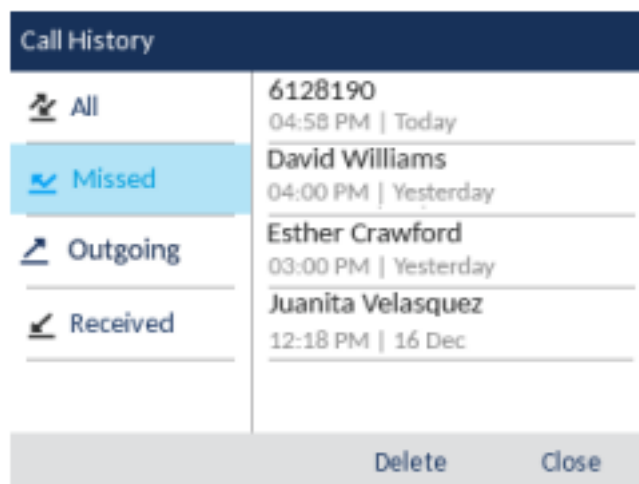 Call History
All
Missed
Outgoing
Received
6128190
04:58 PM | Today
David Williams
04:00 PM | Yesterday
Esther Crawford
03:00 PM | Yesterday
Juanita Velasquez
12:18 PM | 16 Dec
Delete
Close